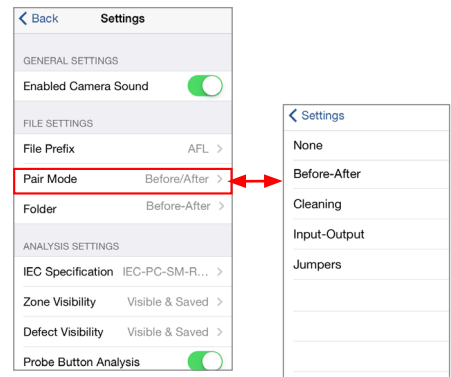 Back Settings
GENERAL SETTINGS
Enabled Camera Sound
FILE SETTINGS
File Prefix AFL
Pair Mode Before/After
Folder Before-After
ANALYSIS SETTINGS
IEC Specification IEC-PC-SM-R...
Zone Visibility Visible & Saved
Defect Visibility Visible & Saved
Probe Button Analysis
Settings
None
Before-After
Cleaning
Input-Output
Jumpers